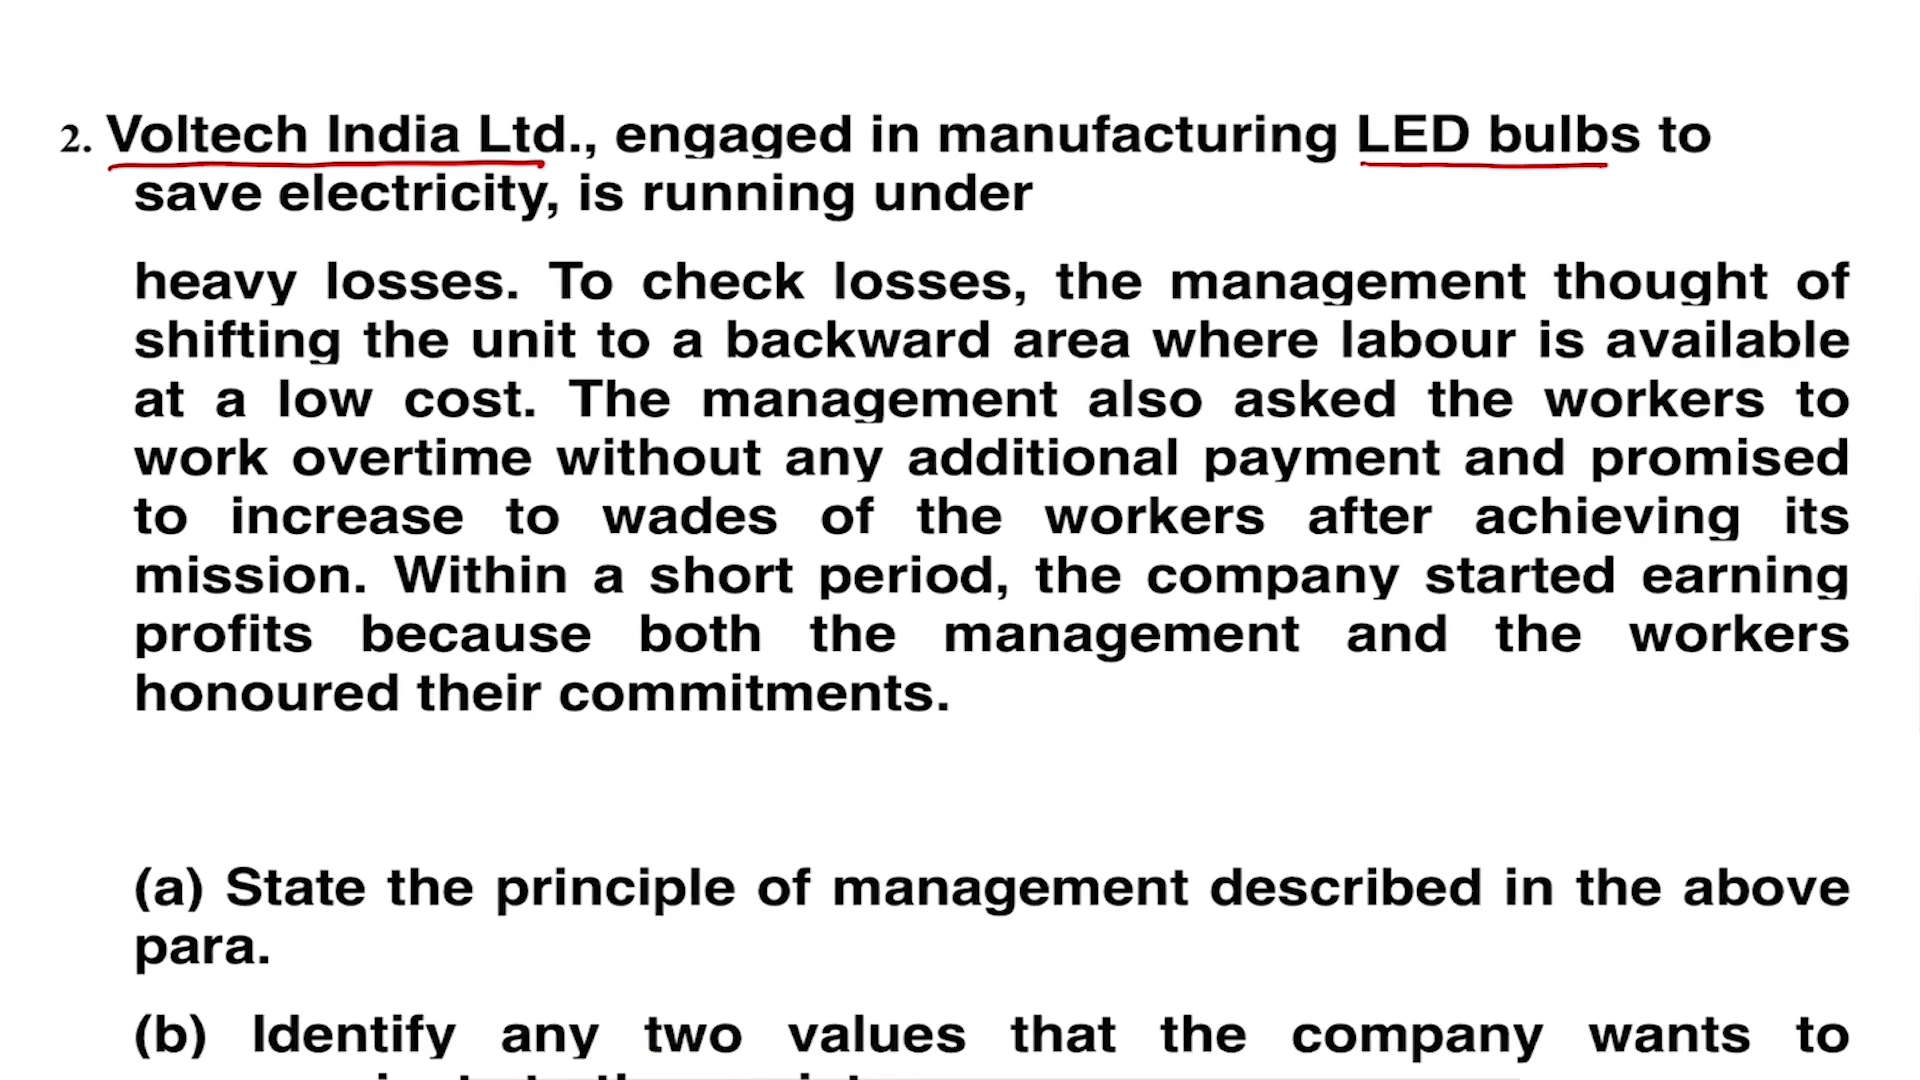 2. Voltech India Ltd., engaged in manufacturing LED bulbs to
save electricity, is running under
heavy losses. To check losses, the management thought of
shifting the unit to a backward area where labour is available
at a low cost. The management also asked the workers to
work overtime without any additional payment and promised
to increase to wades of the workers after achieving its
mission. Within a short period, the company started earning
profits because both the management and the workers
honoured their commitments.
(a) State the principle of management described in the above
para.
(b) Identify any two values that the company wants to